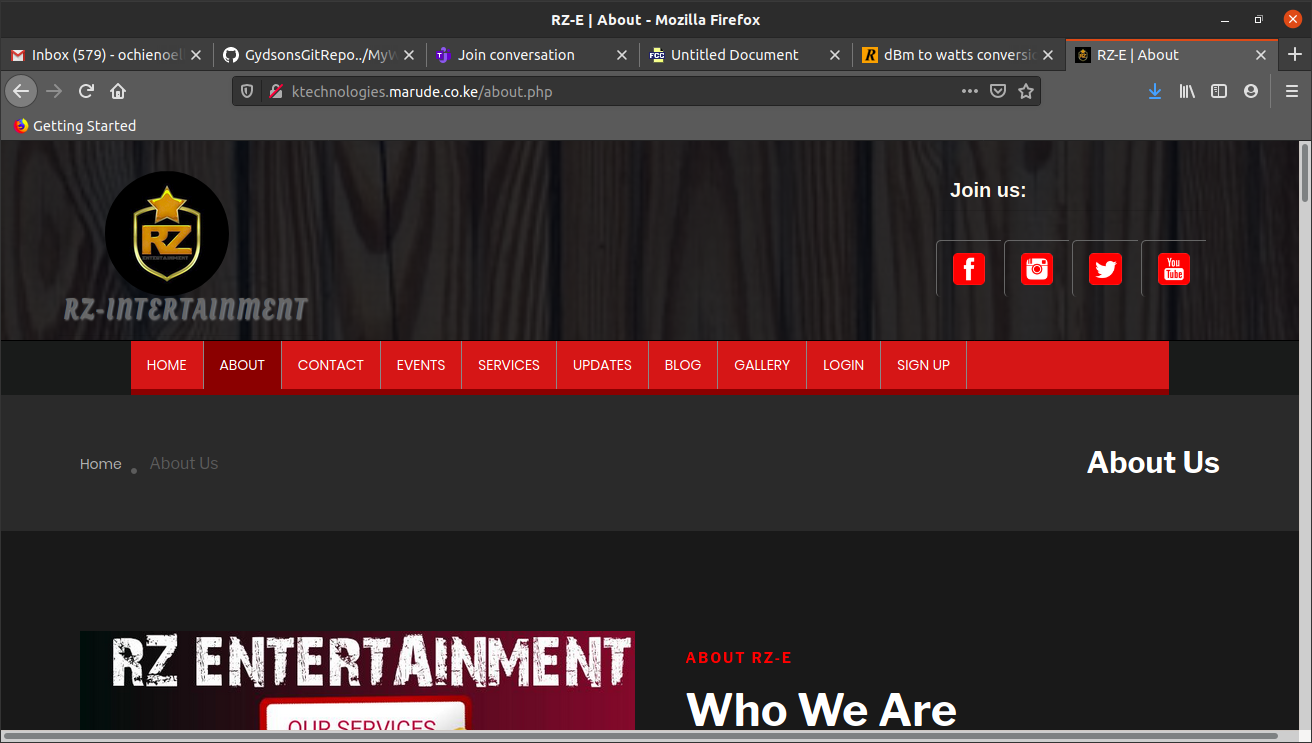 RZ-E | About - Mozilla Firefox
Inbox (579) - ochienoel
GydsonsGitRepo../MyW
Join conversation
FCC
Untitled Document
dBm to watts conversio
RZ-E | About
ktechnologies.marude.co.ke/about.php
Getting Started
RZ
ENTERTAINMENT
RZ-INTERTAINMENT
Join us:
You
Tube
HOME
ABOUT
CONTACT
EVENTS
SERVICES
UPDATES
BLOG
GALLERY
LOGIN
SIGN UP
Home
About Us
About Us
RZ ENTERTAINMENT
OUR SERVICES
ABOUT RZ-E
Who We Are